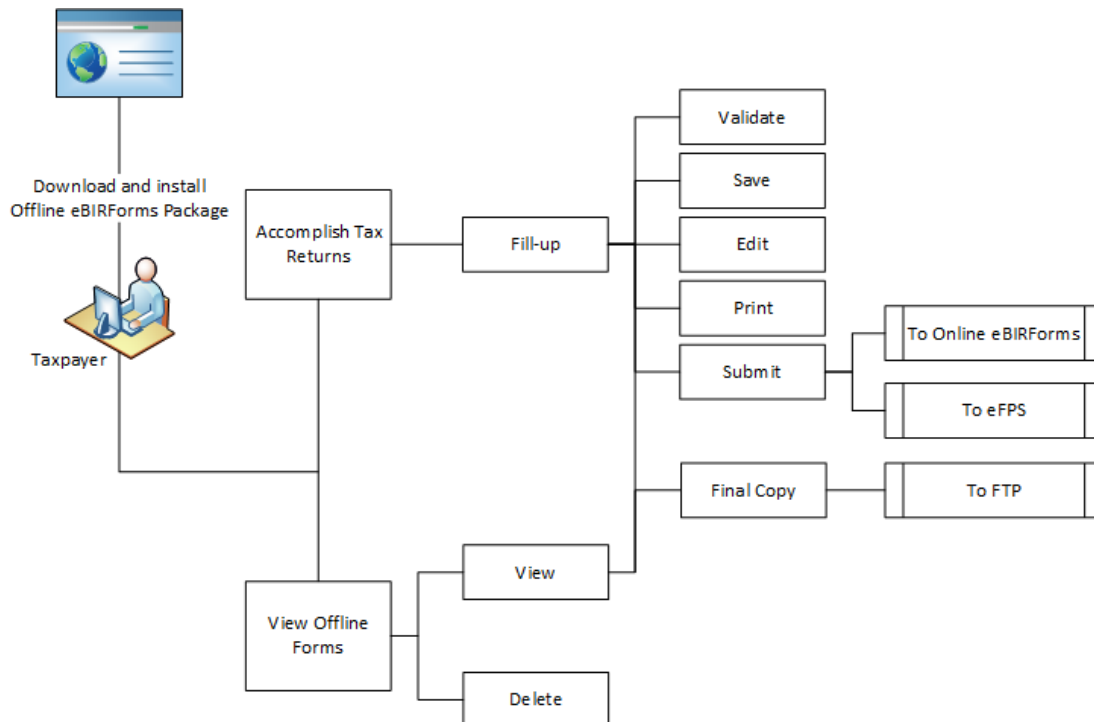 Download and install
Offline eBIRForms Package
Taxpayer
Accomplish Tax
Returns
Fill-up
Validate
Save
Edit
Print
Submit
To Online eBIRForms
To eFPS
Final Copy
To FTP
View Offline
Forms
View
Delete